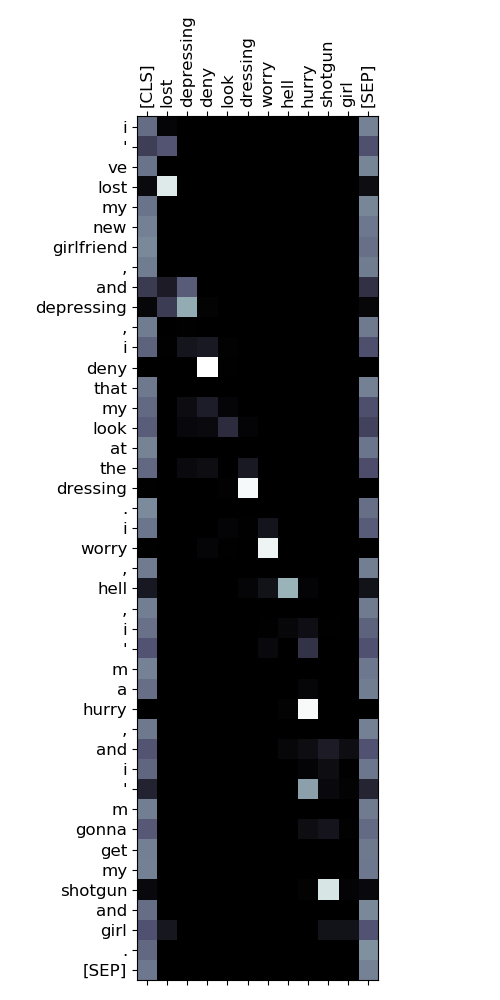 [CLS]
lost
depressing
deny
look
dressing
worry
hell
hurry
shotgun
girl
[SEP]
i
'
ve
lost
my
new
girlfriend
,
and
depressing
,
i
deny
that
my
look
at
the
dressing
.
i
worry
,
hell
,
i
'
m
a
hurry
,
and
i
'
m
gonna
get
my
shotgun
and
girl
.
[SEP]